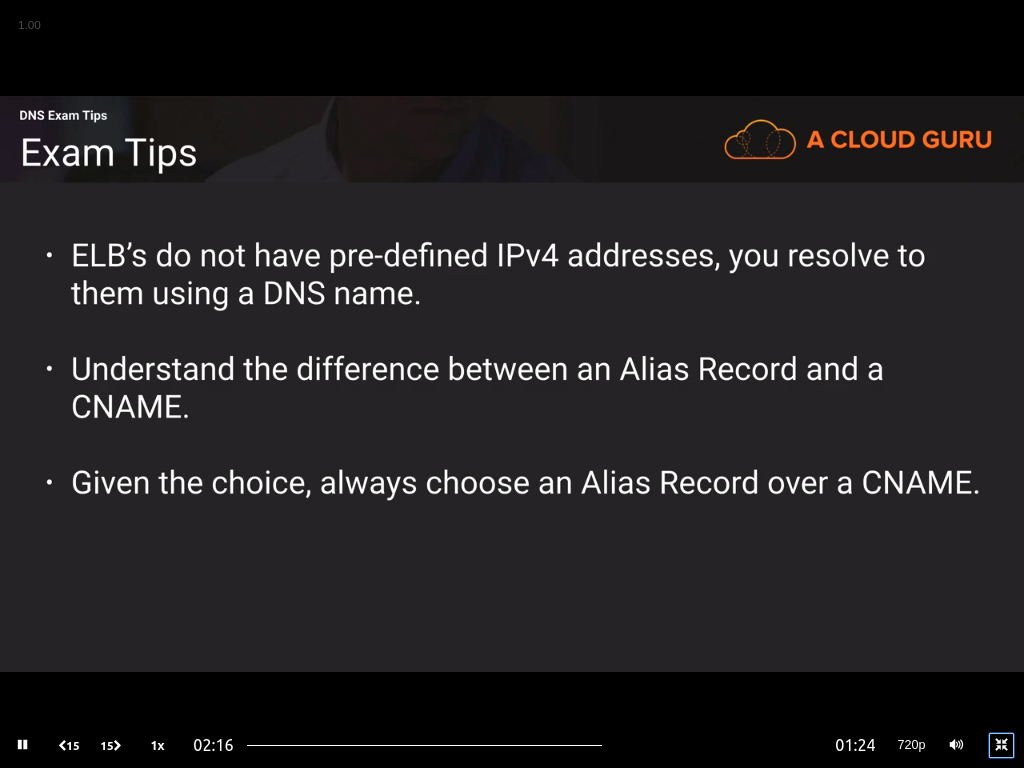 1.00
DNS Exam Tips
Exam Tips
A CLOUD GURU
• ELB’s do not have pre-defined IPv4 addresses, you resolve to
them using a DNS name.
• Understand the difference between an Alias Record and a
CNAME.
• Given the choice, always choose an Alias Record over a CNAME.
15 15 1x 02:16 01:24 720p